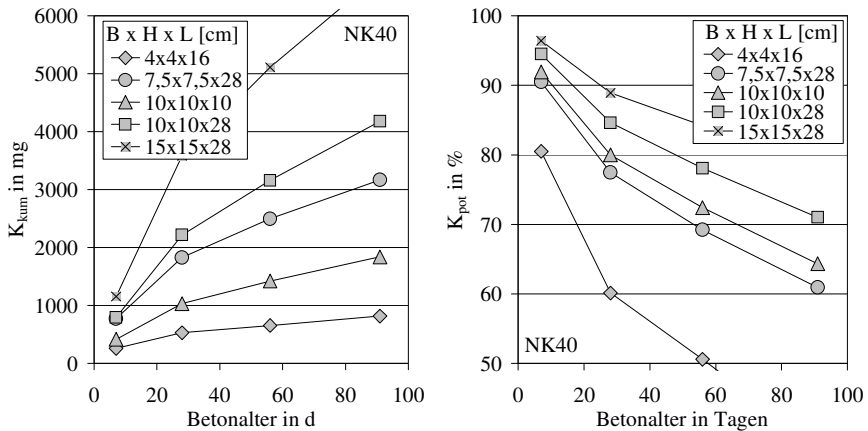 6000
5000
4000
3000
2000
1000
0
K_kum in mg
B x H x L [cm]
4x4x16
7,5x7,5x28
10x10x10
10x10x28
15x15x28
NK40
0 20 40 60 80 100
Betonalter in d
100
90
80
70
60
50
K_pot in %
B x H x L [cm]
4x4x16
7,5x7,5x28
10x10x10
10x10x28
15x15x28
NK40
0 20 40 60 80 100
Betonalter in Tagen